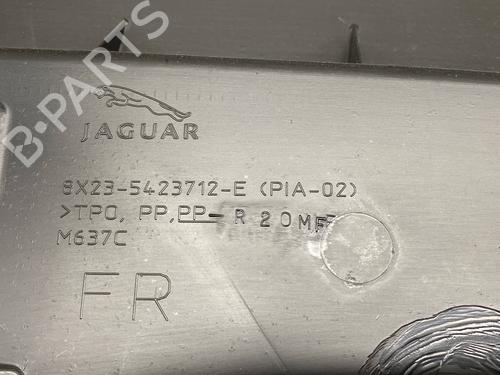 B-PARTS
JAGUAR
8X23-5423712-E (PIA-02)
>TPO, PP,PP- R 20MF
M637C
FR